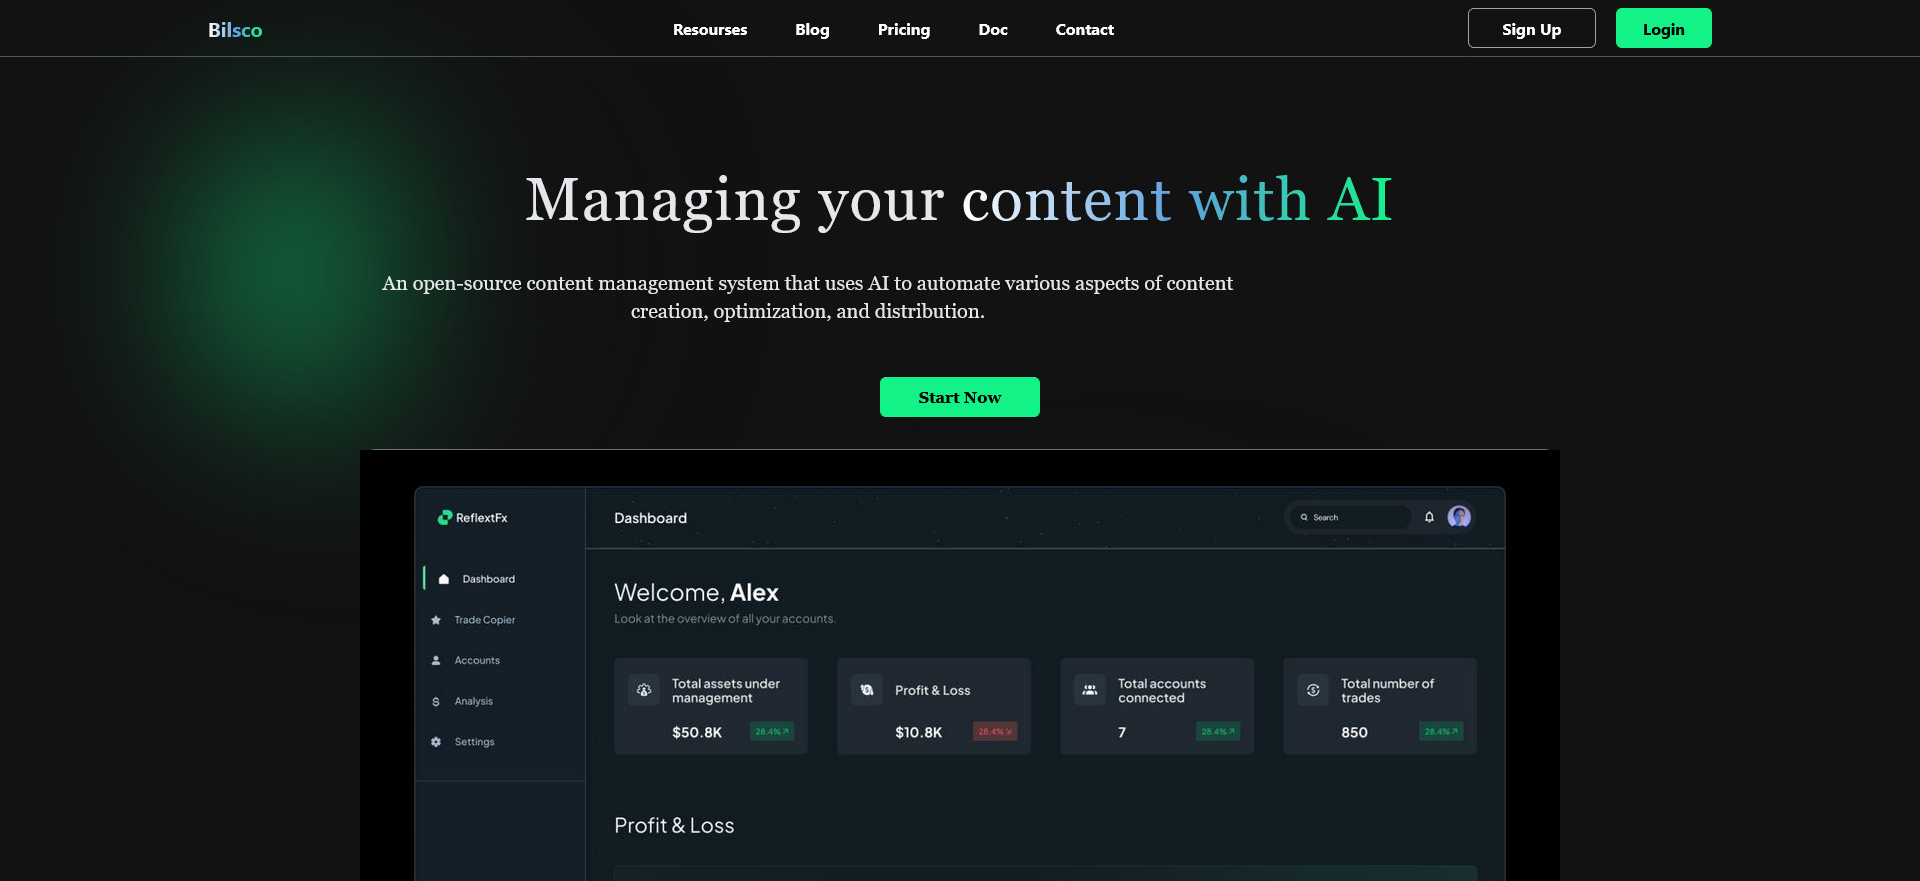 Bilsco
Resourses
Blog
Pricing
Doc
Contact
Sign Up
Login
Managing your content with AI
An open-source content management system that uses AI to automate various aspects of content
creation, optimization, and distribution.
Start Now
ReflextFx
Dashboard
Search
Dashboard
Trade Copier
Accounts
Analysis
Settings
Welcome, Alex
Look at the overview of all your accounts.
Total assets under
management
$50.8K
28.4%
Profit & Loss
$10.8K
28.4%
Total accounts
connected
7
28.4%
Total number of
trades
850
28.4%
Profit & Loss